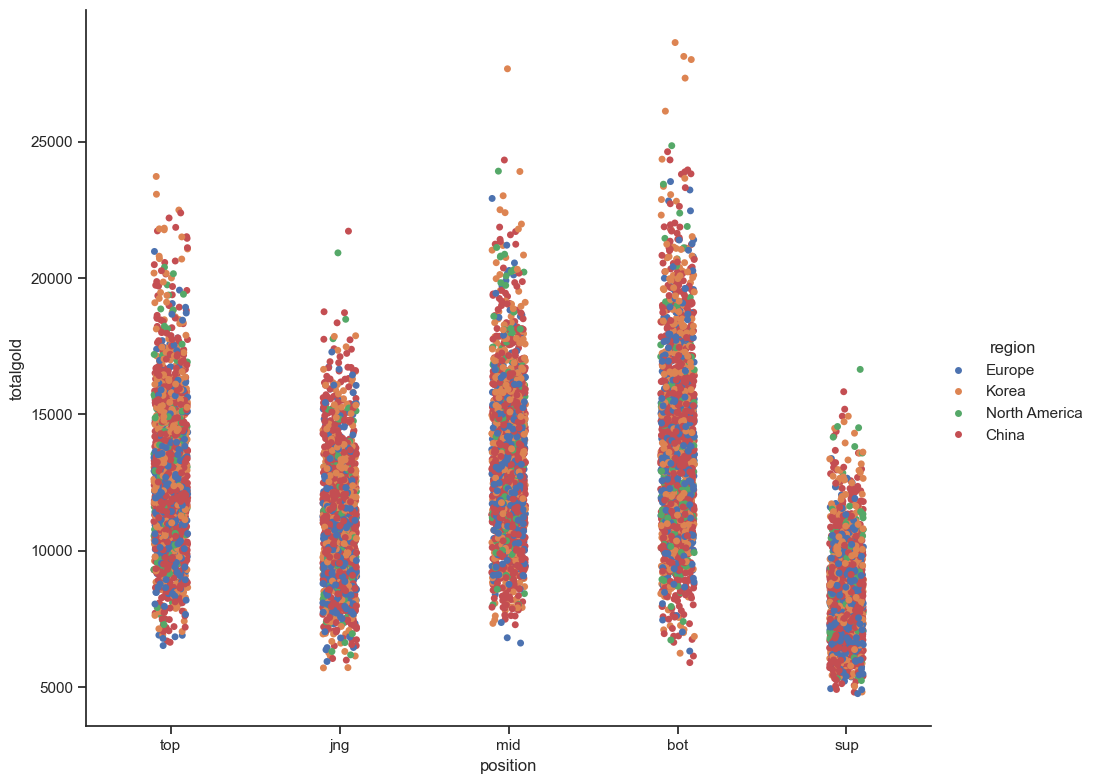 totalgold
25000
20000
15000
10000
5000
top jng mid bot sup
position
region
Europe
Korea
North America
China